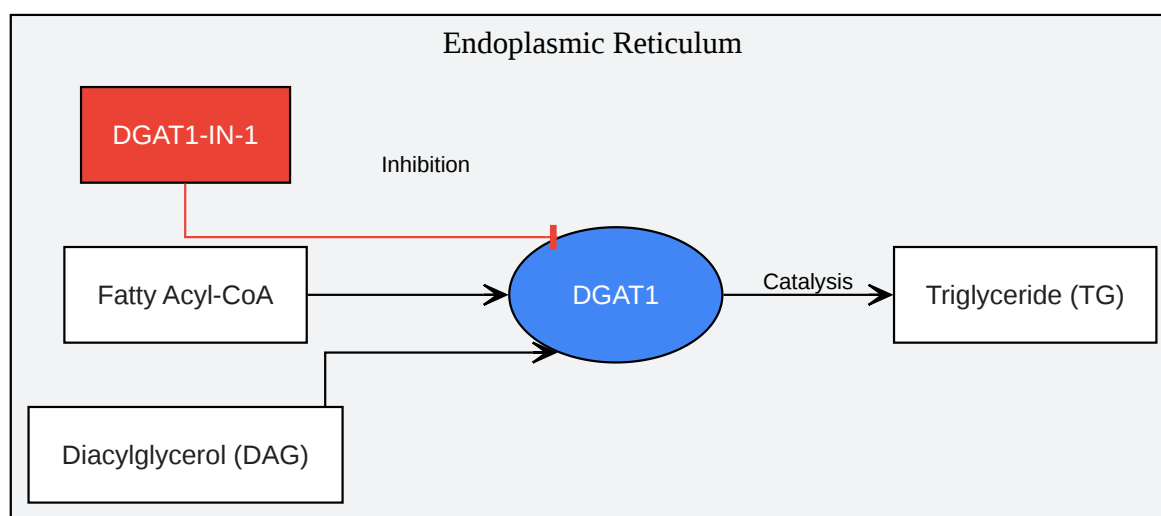 Endoplasmic Reticulum
DGAT1-IN-1
Inhibition
Fatty Acyl-CoA
DGAT1
Catalysis
Triglyceride (TG)
Diacylglycerol (DAG)